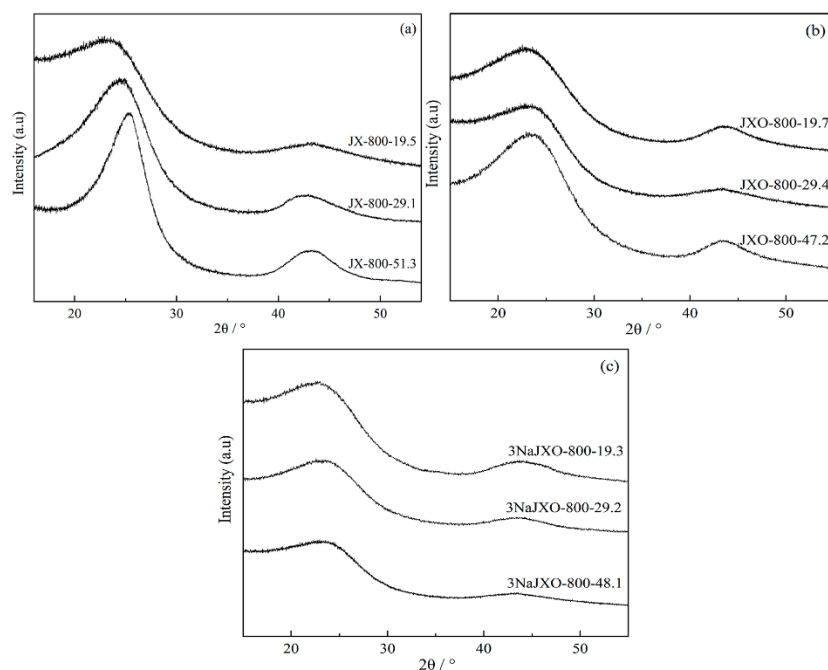 (a)
Intensity (a.u)
JX-800-19.5
JX-800-29.1
JX-800-51.3
20 30 40 50
2θ / °
(b)
Intensity (a.u)
JXO-800-19.7
JXO-800-29.4
JXO-800-47.2
20 30 40 50
2θ / °
(c)
Intensity (a.u)
3NaJXO-800-19.3
3NaJXO-800-29.2
3NaJXO-800-48.1
20 30 40 50
2θ / °